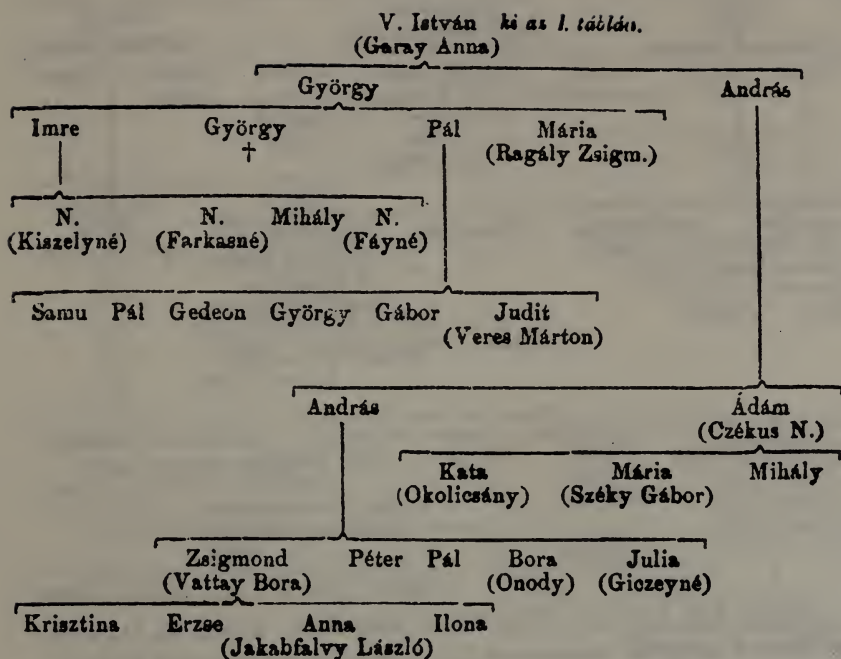 V. István ki az I. táblán.
(Garay Anna)
György András
Imre György Pál Mária
† (Ragály Zsigm.)
N. N. Mihály N.
(Kiszelyné) (Farkasné) (Fáyné)
Samu Pál Gedeon György Gábor Judit
(Veres Márton)
András Ádám
(Czékus N.)
Kata Mária Mihály
(Okolicsány) (Széky Gábor)
Zsigmond Péter Pál Bora Julia
(Vattay Bora) (Onody) (Giczeyné)
Krisztina Erzse Anna Ilona
(Jakabfalvy László)